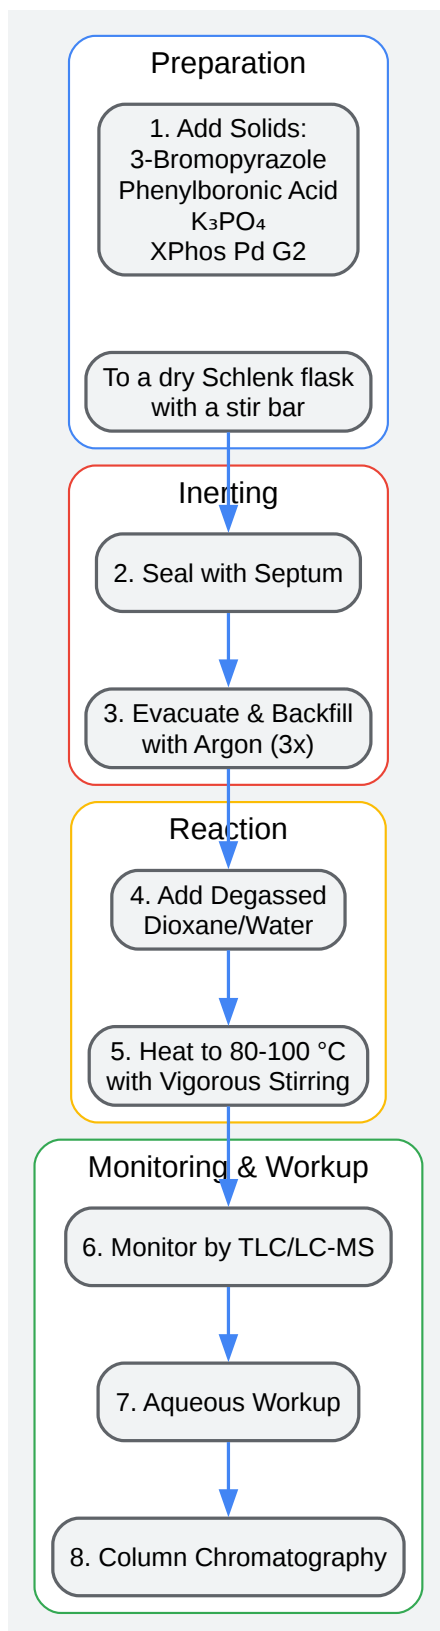 Preparation
1. Add Solids:
3-Bromopyrazole
Phenylboronic Acid
K₃PO₄
XPhos Pd G2
To a dry Schlenk flask
with a stir bar
Inerting
2. Seal with Septum
3. Evacuate & Backfill
with Argon (3x)
Reaction
4. Add Degassed
Dioxane/Water
5. Heat to 80-100 °C
with Vigorous Stirring
Monitoring & Workup
6. Monitor by TLC/LC-MS
7. Aqueous Workup
8. Column Chromatography